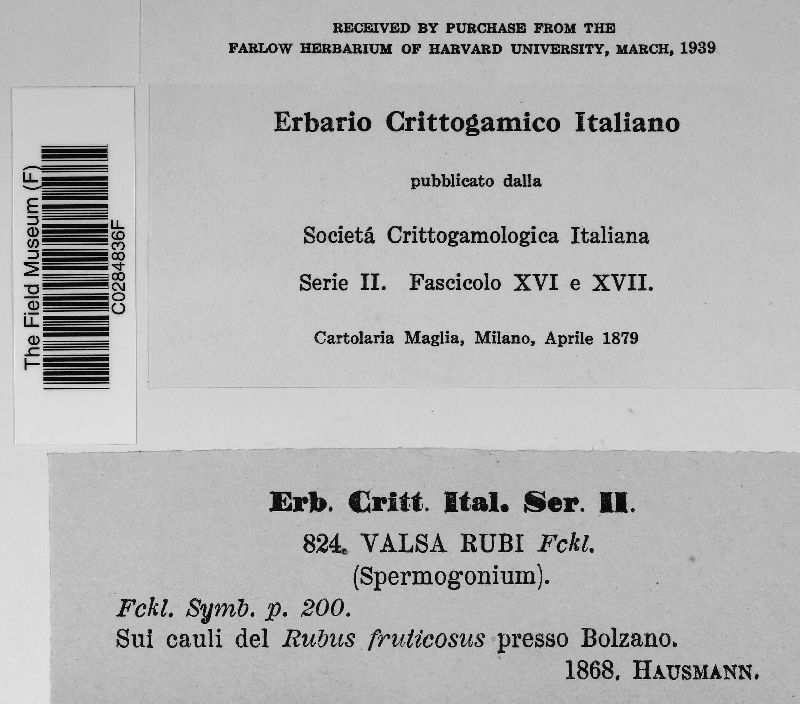 RECEIVED BY PURCHASE FROM THE
FARLOW HERBARIUM OF HARVARD UNIVERSITY, MARCH, 1939
Erbario Crittogamico Italiano
pubblicato dalla
Societá Crittogamologica Italiana
Serie II. Fascicolo XVI e XVII.
Cartolaria Maglia, Milano, Aprile 1879
The Field Museum (F)
C0284836F
Erb. Critt. Ital. Ser. II.
824. VALSA RUBI Fckl.
(Spermogonium).
Fckl. Symb. p. 200.
Sui cauli del Rubus fruticosus presso Bolzano.
1868. HAUSMANN.